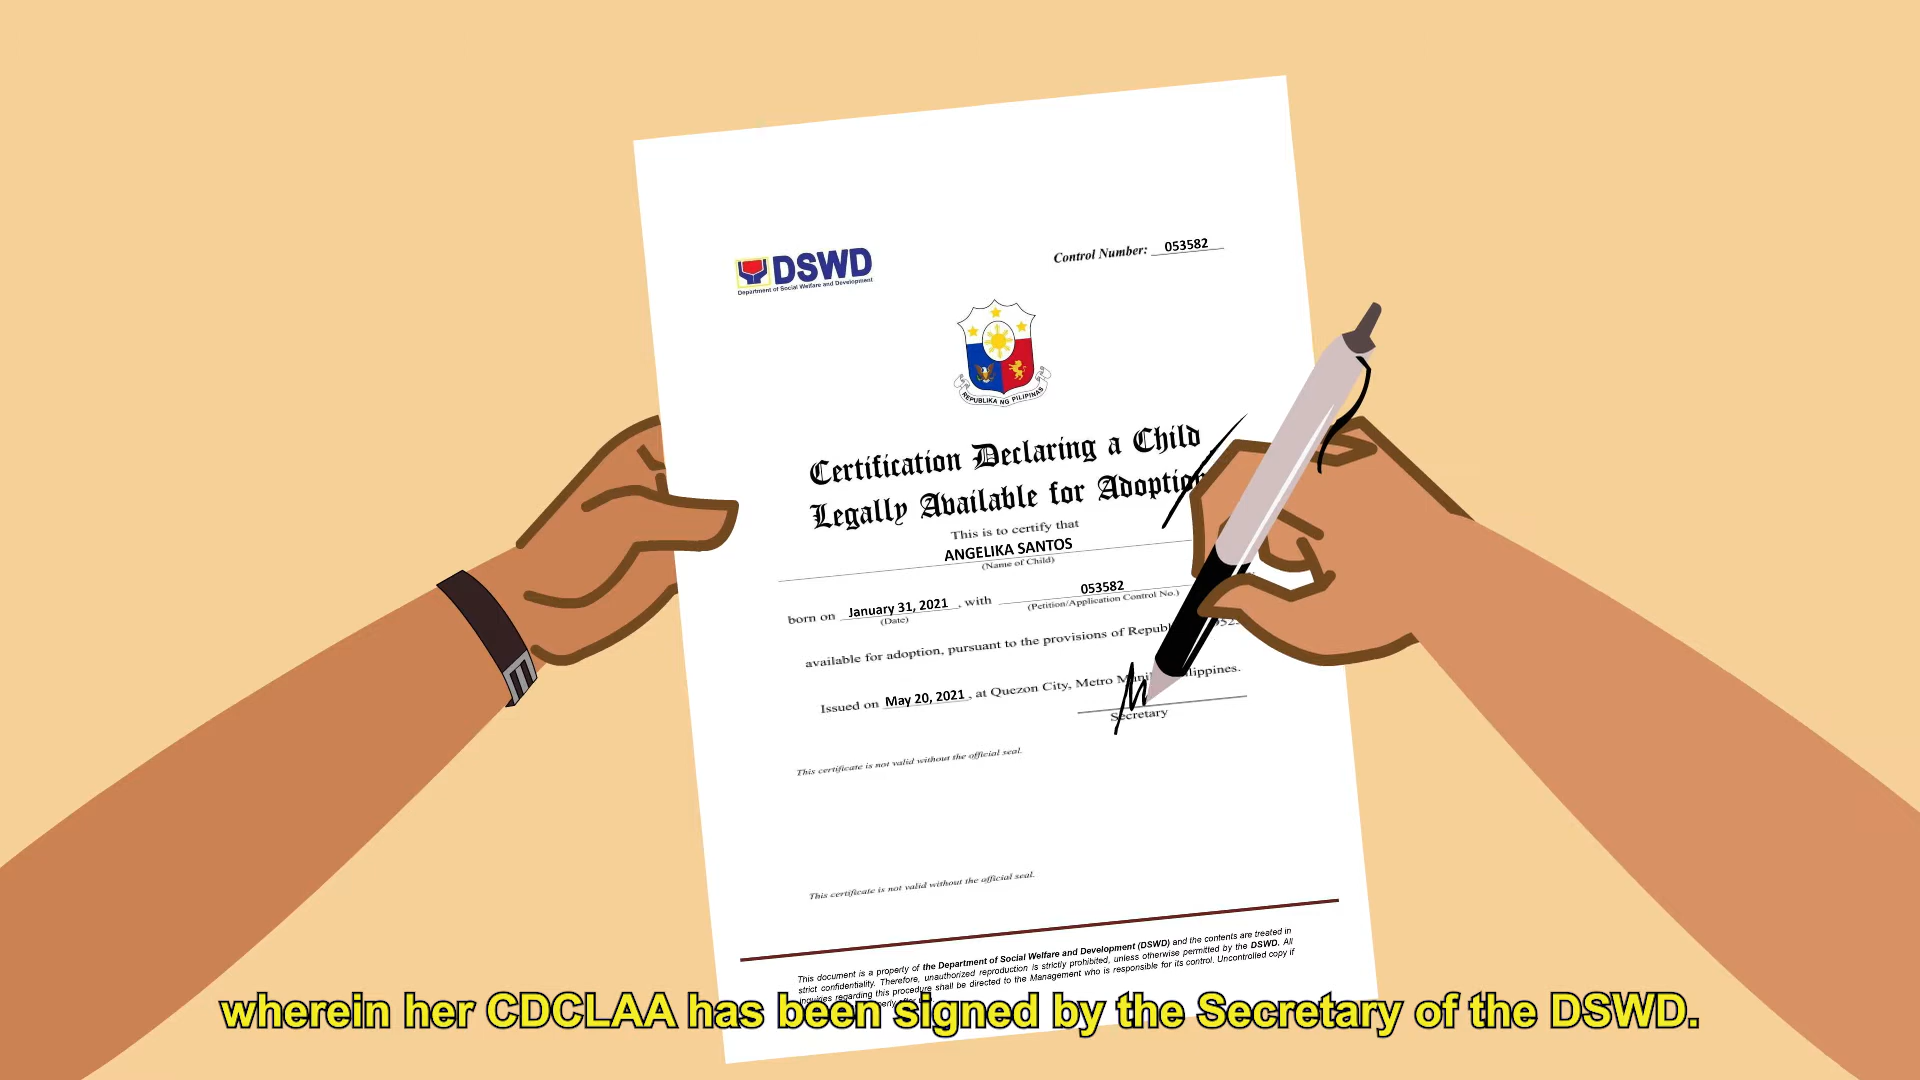 DSWD
Department of Social Welfare and Development
Control Number: 053582
REPUBLIKA NG PILIPINAS
Certification Declaring a Child
Legally Available for Adoption
This is to certify that
ANGELIKA SANTOS
(Name of Child)
born on January 31, 2021, with 053582
(Date) (Petition/Application Control No.)
available for adoption, pursuant to the provisions of
Issued on May 20, 2021, at Quezon City, Metro
Secretary
This certificate is not valid without the official seal.
This certificate is not valid without the official seal.
This document is a property of the Department of Social Welfare and Development (DSWD) and the contents are treated in
strict confidentiality. Therefore, unauthorized reproduction is strictly prohibited, unless otherwise permitted by the DSWD. All
inquiries regarding this procedure shall be directed to the Management who is responsible for its control. Uncontrolled copy if
wherein her CDCLAA has been signed by the Secretary of the DSWD.